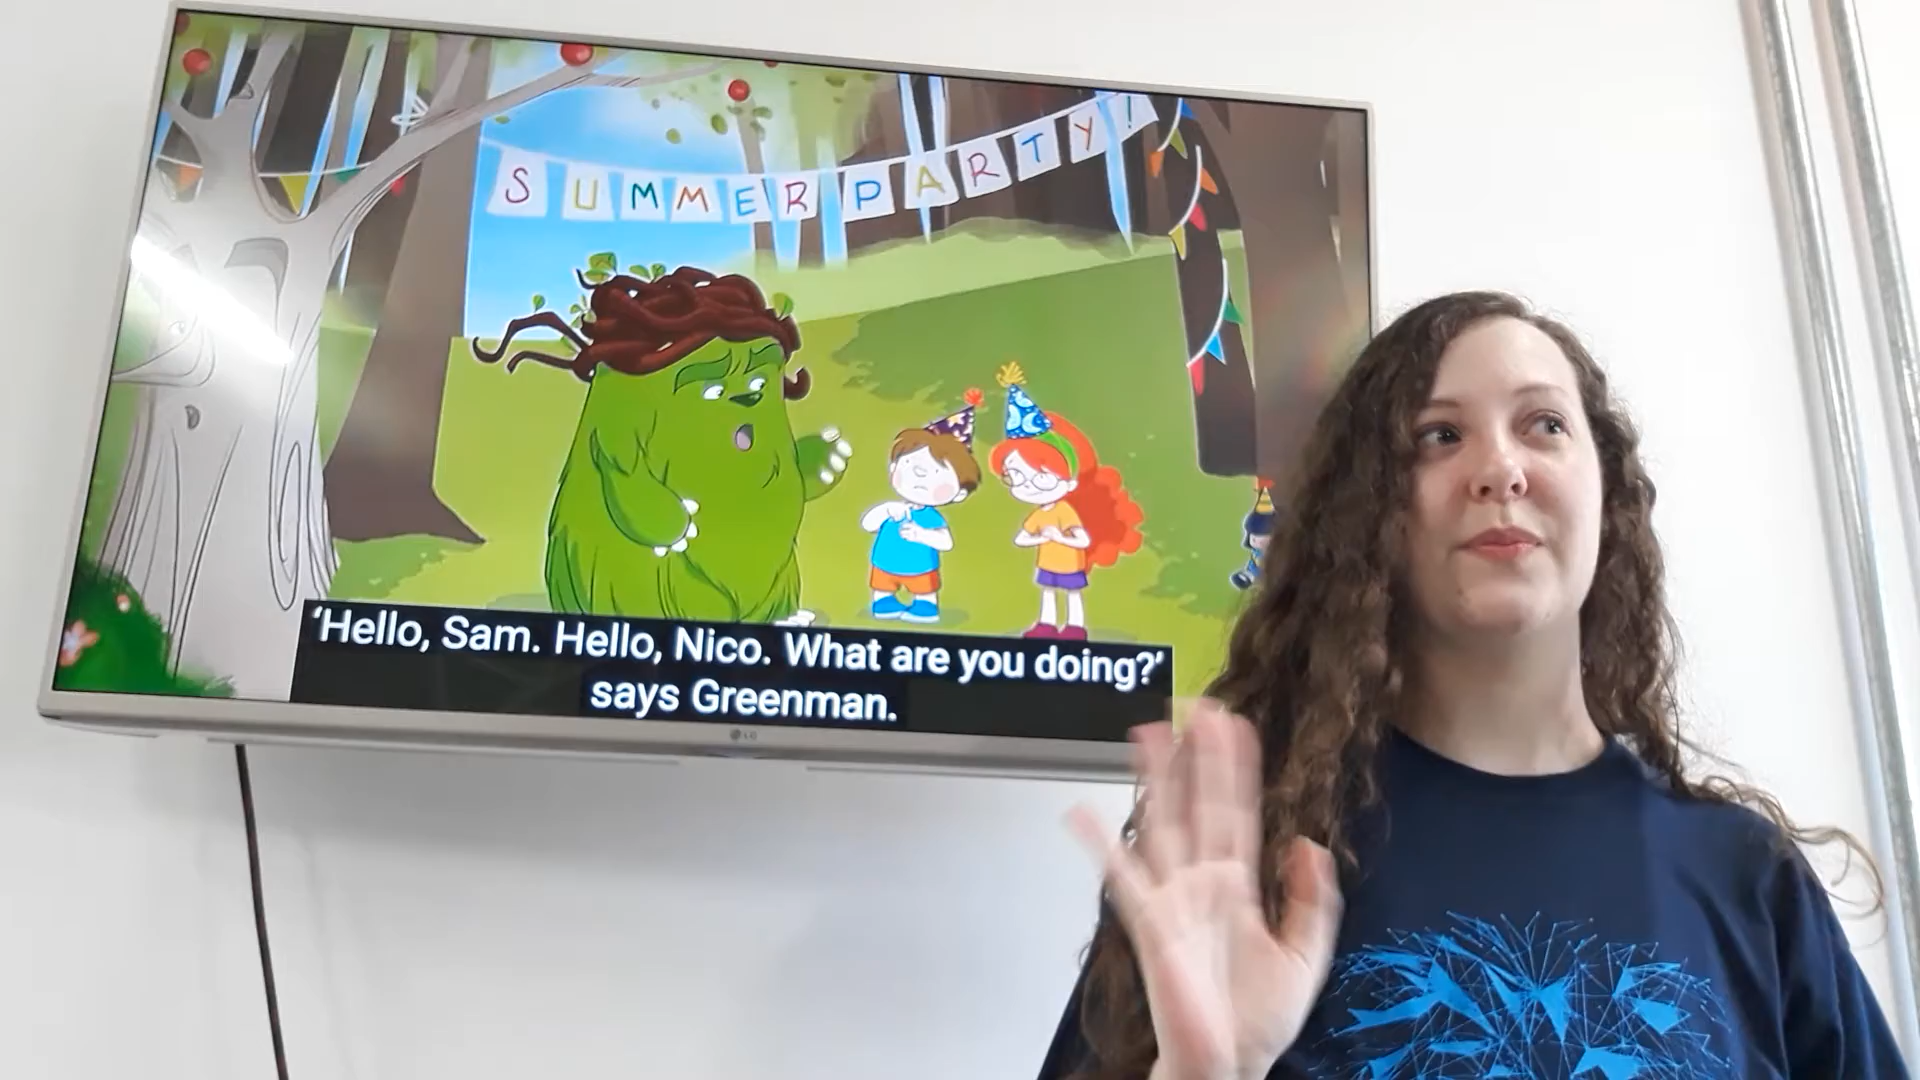 SUMMER PARTY!
‘Hello, Sam. Hello, Nico. What are you doing?’
says Greenman.
LG